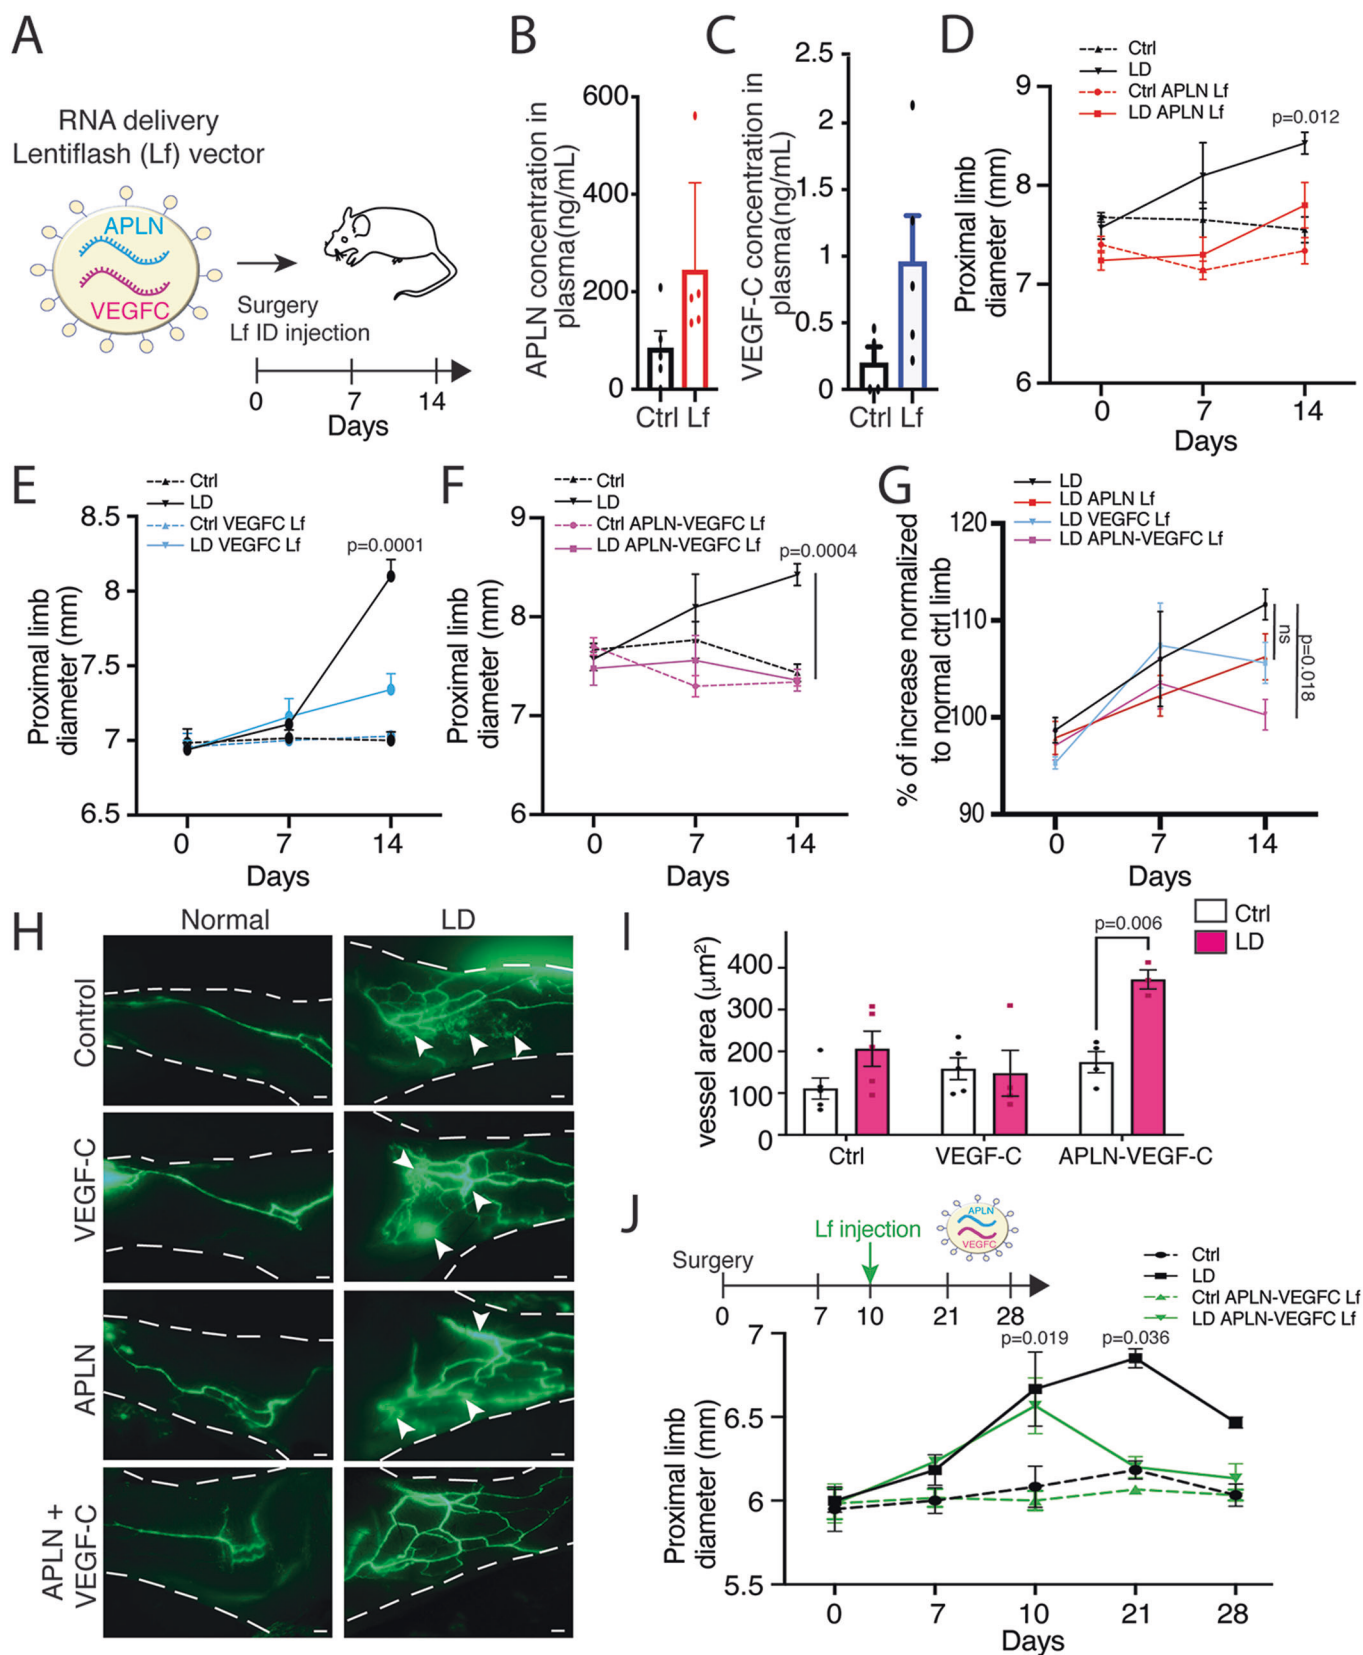 A
RNA delivery
Lentiflash (Lf) vector
APLN
VEGFC
Surgery
Lf ID injection
0 7 14
Days
B
APLN concentration in
plasma(ng/mL)
600
400
200
0
Ctrl Lf
C
VEGF-C concentration in
plasma(ng/mL)
2.5
2
1.5
1
0.5
0
Ctrl Lf
D
Ctrl
LD
Ctrl APLN Lf
LD APLN Lf
p=0.012
Proximal limb
diameter (mm)
9
8
7
6
0 7 14
Days
E
Ctrl
LD
Ctrl VEGFC Lf
LD VEGFC Lf
p=0.0001
Proximal limb
diameter (mm)
8.5
8
7.5
7
6.5
0 7 14
Days
F
Ctrl
LD
Ctrl APLN-VEGFC Lf
LD APLN-VEGFC Lf
p=0.0004
Proximal limb
diameter (mm)
9
8
7
6
0 7 14
Days
G
LD
LD APLN Lf
LD VEGFC Lf
LD APLN-VEGFC Lf
% of increase normalized
to normal ctrl limb
120
110
100
90
ns
p=0.018
0 7 14
Days
H
Normal LD
Control
VEGF-C
APLN
APLN +
VEGF-C
I
Ctrl
LD
p=0.006
vessel area (µm²)
400
300
200
100
0
Ctrl VEGF-C APLN-VEGF-C
J
Lf injection
APLN
VEGFC
Surgery
0 7 10 21 28
Ctrl
LD
Ctrl APLN-VEGFC Lf
LD APLN-VEGFC Lf
p=0.019 p=0.036
Proximal limb
diameter (mm)
7
6.5
6
5.5
0 7 10 21 28
Days